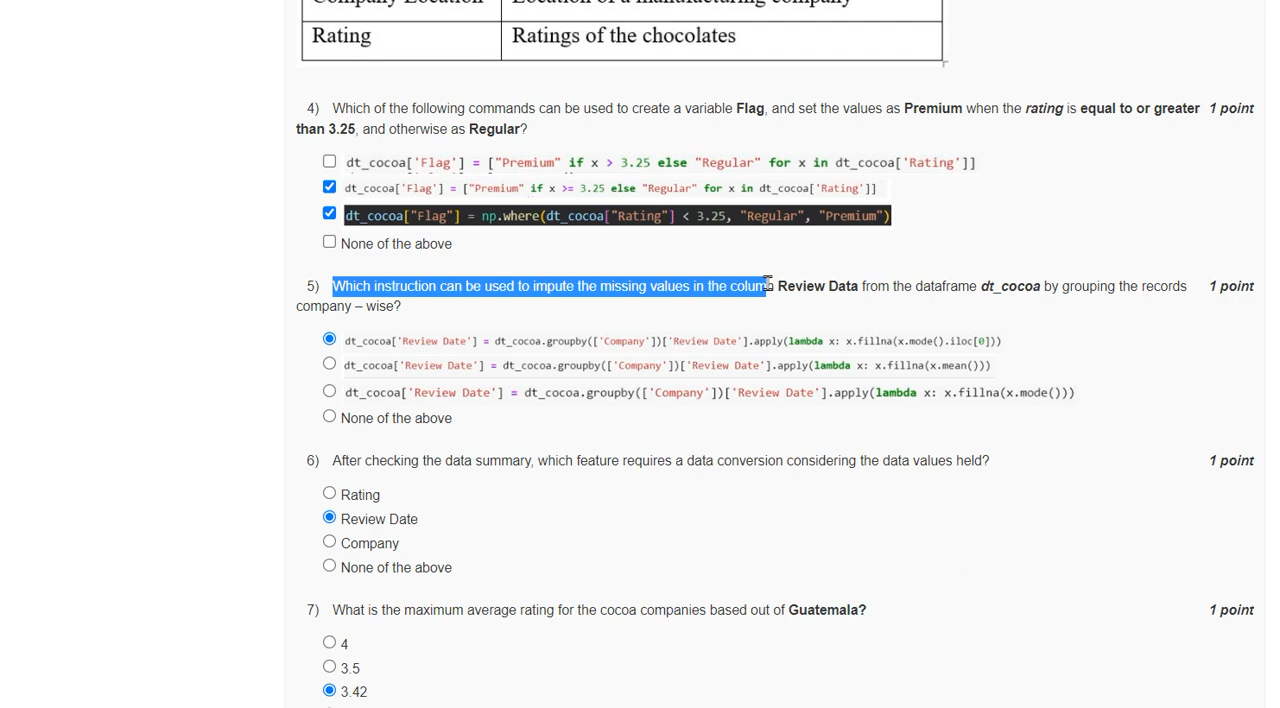 Company Location Location of a manufacturing company
Rating Ratings of the chocolates
4) Which of the following commands can be used to create a variable Flag, and set the values as Premium when the rating is equal to or greater 1 point
than 3.25, and otherwise as Regular?
dt_cocoa['Flag'] = ["Premium" if x > 3.25 else "Regular" for x in dt_cocoa['Rating']]
dt_cocoa['Flag'] = ["Premium" if x >= 3.25 else "Regular" for x in dt_cocoa['Rating']]
dt_cocoa["Flag"] = np.where(dt_cocoa["Rating"] < 3.25, "Regular", "Premium")
None of the above
5) Which instruction can be used to impute the missing values in the column Review Data from the dataframe dt_cocoa by grouping the records 1 point
company – wise?
dt_cocoa['Review Date'] = dt_cocoa.groupby(['Company'])['Review Date'].apply(lambda x: x.fillna(x.mode().iloc[0]))
dt_cocoa['Review Date'] = dt_cocoa.groupby(['Company'])['Review Date'].apply(lambda x: x.fillna(x.mean()))
dt_cocoa['Review Date'] = dt_cocoa.groupby(['Company'])['Review Date'].apply(lambda x: x.fillna(x.mode()))
None of the above
6) After checking the data summary, which feature requires a data conversion considering the data values held? 1 point
Rating
Review Date
Company
None of the above
7) What is the maximum average rating for the cocoa companies based out of Guatemala? 1 point
4
3.5
3.42